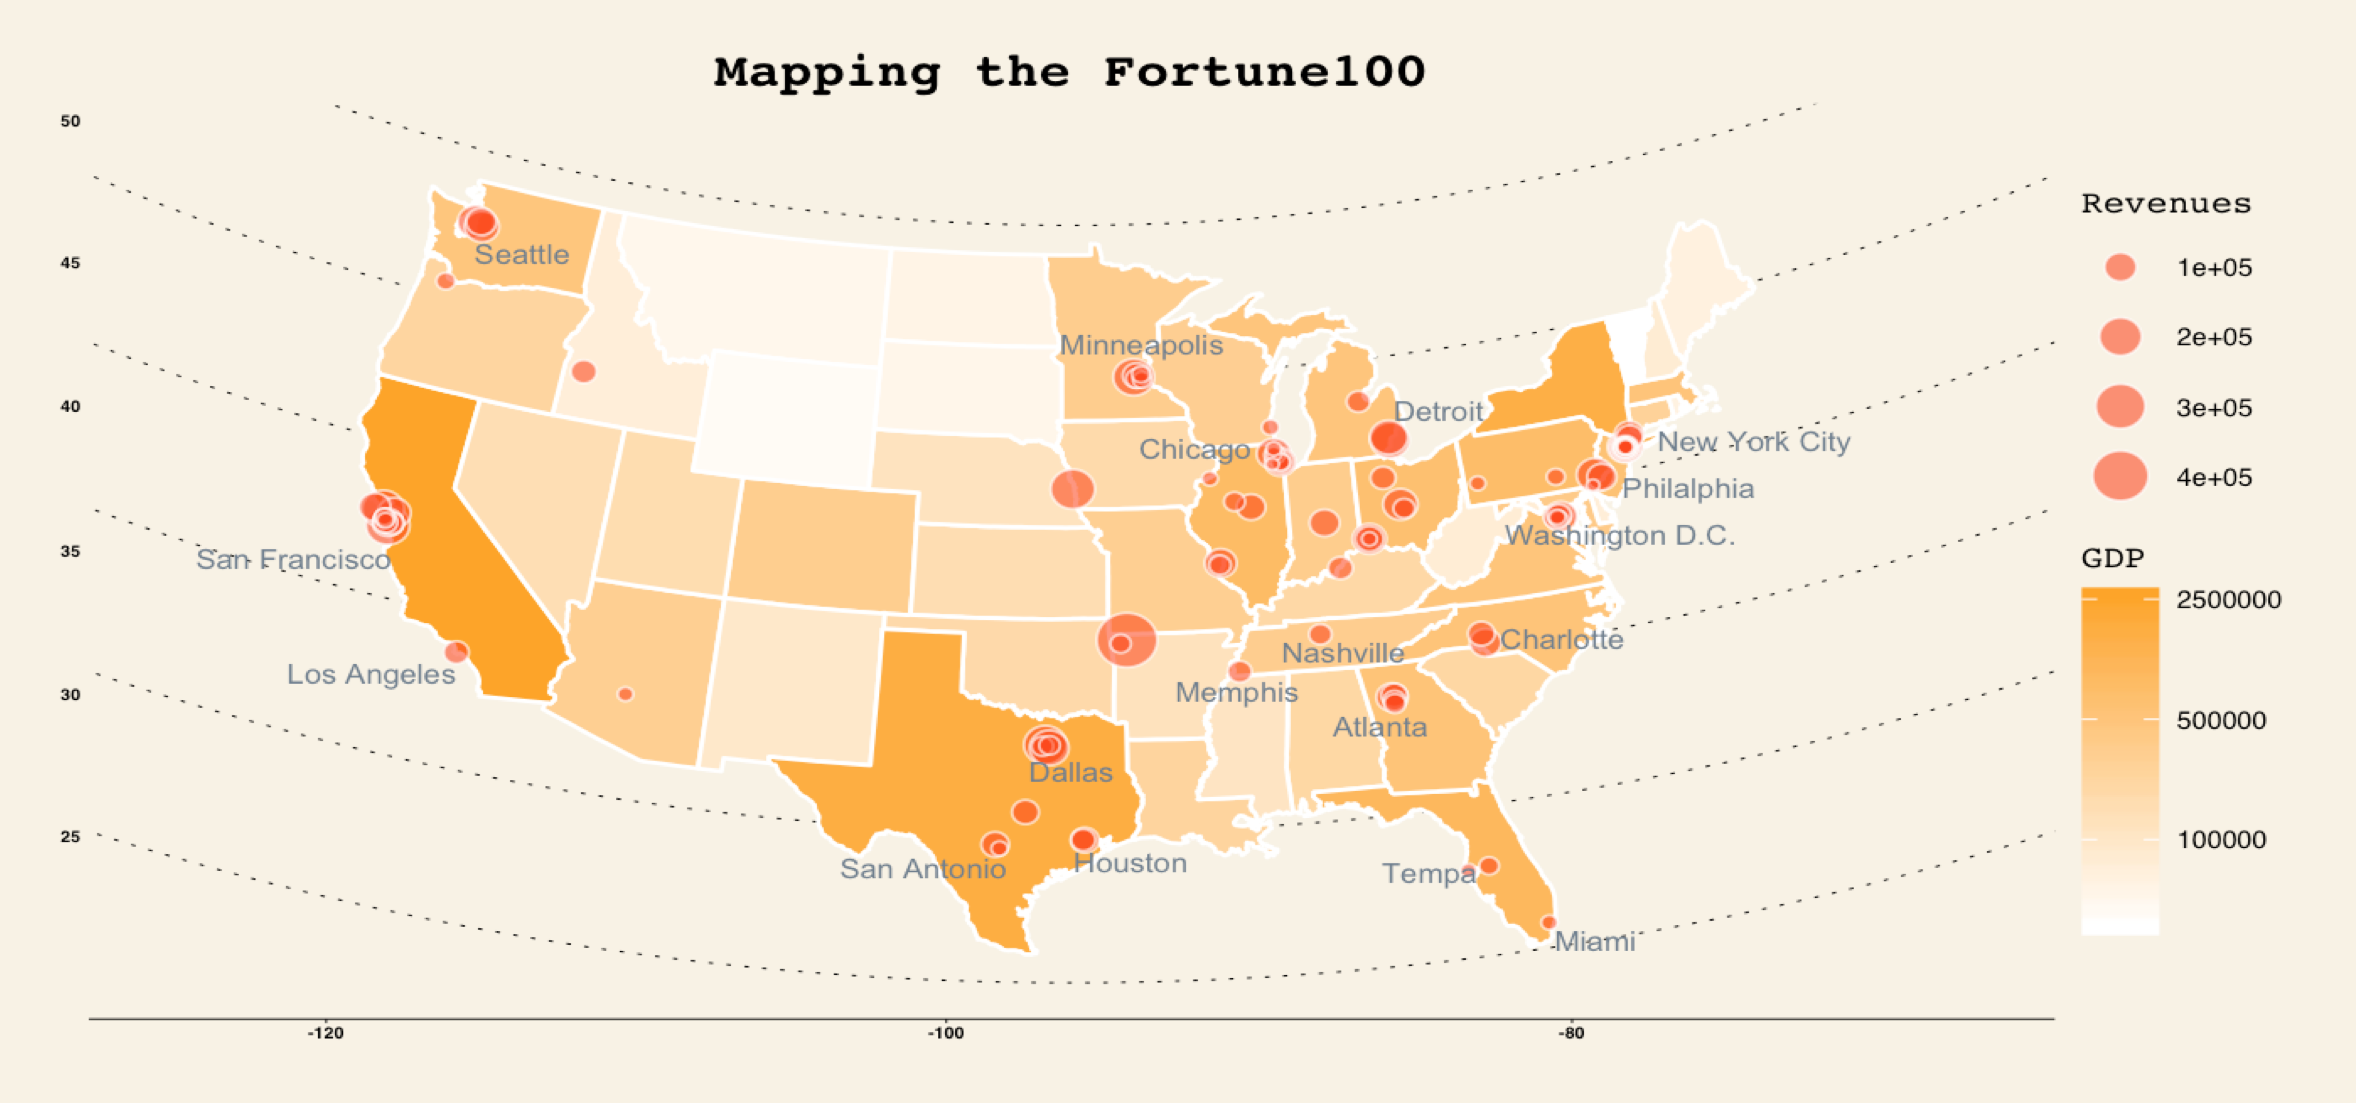 Mapping the Fortune100
50
45
40
35
30
25
-120
-100
-80
Seattle
Minneapolis
Detroit
Chicago
New York City
Philalphia
Washington D.C.
San Francisco
Los Angeles
Nashville
Charlotte
Memphis
Atlanta
Dallas
San Antonio
Houston
Tempa
Miami
Revenues
1e+05
2e+05
3e+05
4e+05
GDP
2500000
500000
100000